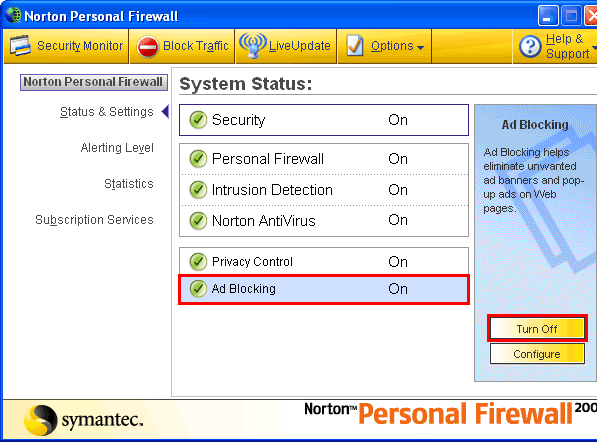 Norton Personal Firewall
Security Monitor Block Traffic LiveUpdate Options Help & Support
Norton Personal Firewall
Status & Settings
Alerting Level
Statistics
Subscription Services
System Status:
Security On
Personal Firewall On
Intrusion Detection On
Norton AntiVirus On
Privacy Control On
Ad Blocking On
Ad Blocking
Ad Blocking helps
eliminate unwanted
ad banners and pop-
up ads on Web
pages.
Turn Off
Configure
symantec.
Norton™ Personal Firewall